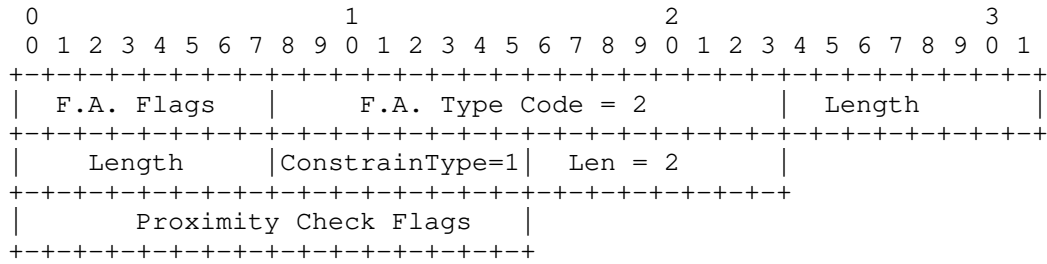 0                   1                   2                   3
 0 1 2 3 4 5 6 7 8 9 0 1 2 3 4 5 6 7 8 9 0 1 2 3 4 5 6 7 8 9 0 1
+-+-+-+-+-+-+-+-+-+-+-+-+-+-+-+-+-+-+-+-+-+-+-+-+-+-+-+-+-+-+-+-+
|  F.A. Flags   |     F.A. Type Code = 2        |  Length       |
+-+-+-+-+-+-+-+-+-+-+-+-+-+-+-+-+-+-+-+-+-+-+-+-+-+-+-+-+-+-+-+-+
|    Length     |ConstrainType=1|  Len = 2      |
+-+-+-+-+-+-+-+-+-+-+-+-+-+-+-+-+-+-+-+-+-+-+-+-+
|       Proximity Check Flags   |
+-+-+-+-+-+-+-+-+-+-+-+-+-+-+-+-+